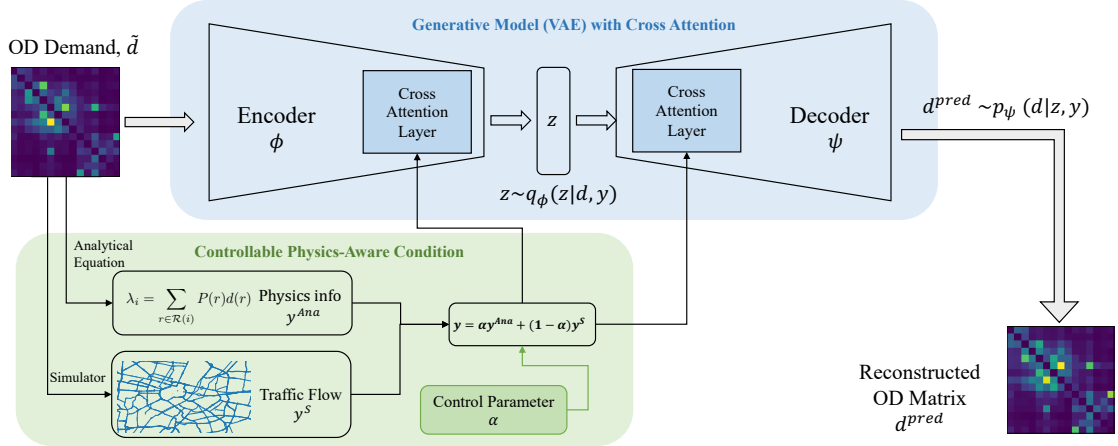 Generative Model (VAE) with Cross Attention
OD Demand, d̃
Encoder
ϕ
Cross
Attention
Layer
z
z~q_ϕ(z|d, y)
Cross
Attention
Layer
Decoder
ψ
d^{pred} ~p_ψ (d|z, y)
Controllable Physics-Aware Condition
Analytical
Equation
λ_i = ∑_{r∈R(i)} P(r)d(r) Physics info
y^{Ana}
y = αy^{Ana} + (1 − α)y^S
Simulator
Traffic Flow
y^S
Control Parameter
α
Reconstructed
OD Matrix
d^{pred}